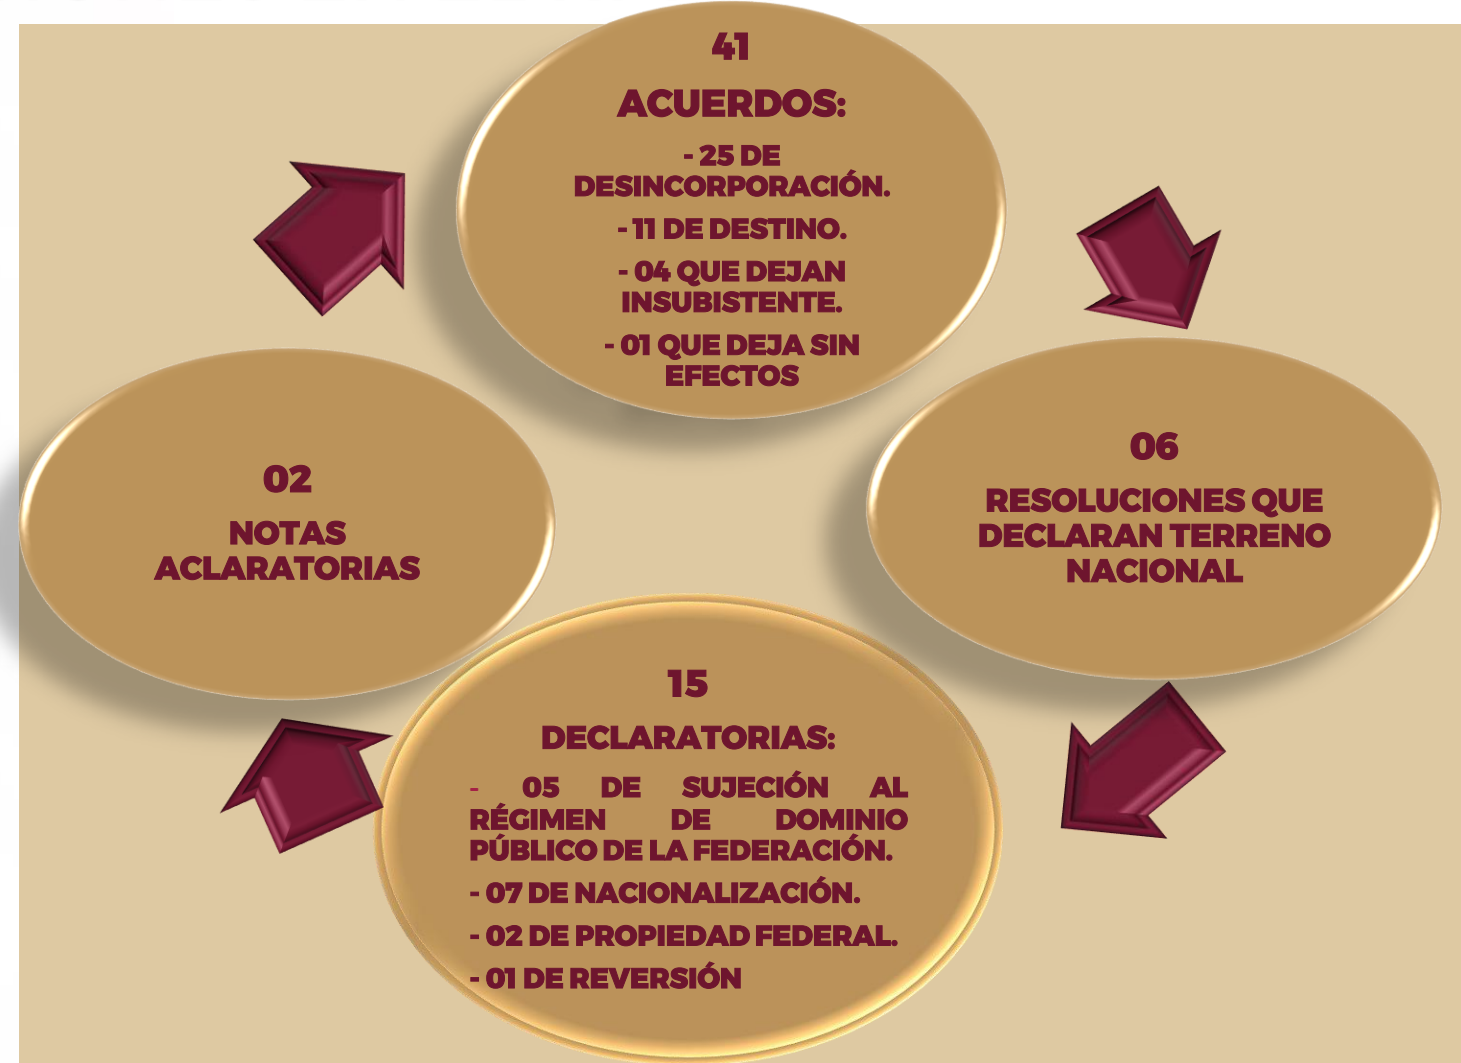 41
ACUERDOS:
- 25 DE
DESINCORPORACIÓN.
- 11 DE DESTINO.
- 04 QUE DEJAN
INSUBISTENTE.
- 01 QUE DEJA SIN
EFECTOS
06
RESOLUCIONES QUE
DECLARAN TERRENO
NACIONAL
15
DECLARATORIAS:
- 05 DE SUJECIÓN AL
RÉGIMEN DE DOMINIO
PÚBLICO DE LA FEDERACIÓN.
- 07 DE NACIONALIZACIÓN.
- 02 DE PROPIEDAD FEDERAL.
- 01 DE REVERSIÓN
02
NOTAS
ACLARATORIAS